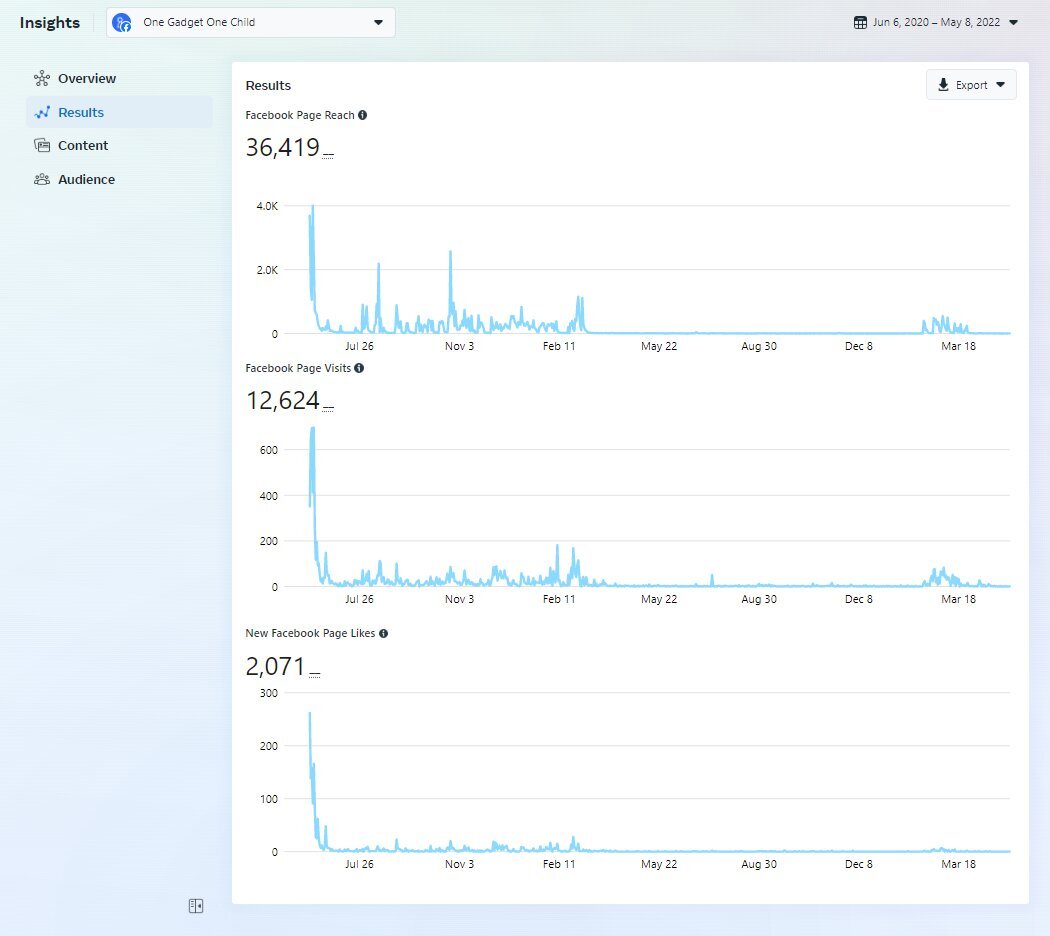 Insights
One Gadget One Child
Jun 6, 2020 – May 8, 2022
Overview
Results
Content
Audience
Results
Export
Facebook Page Reach
36,419
4.0K
2.0K
0
Jul 26 Nov 3 Feb 11 May 22 Aug 30 Dec 8 Mar 18
Facebook Page Visits
12,624
600
400
200
0
Jul 26 Nov 3 Feb 11 May 22 Aug 30 Dec 8 Mar 18
New Facebook Page Likes
2,071
300
200
100
0
Jul 26 Nov 3 Feb 11 May 22 Aug 30 Dec 8 Mar 18